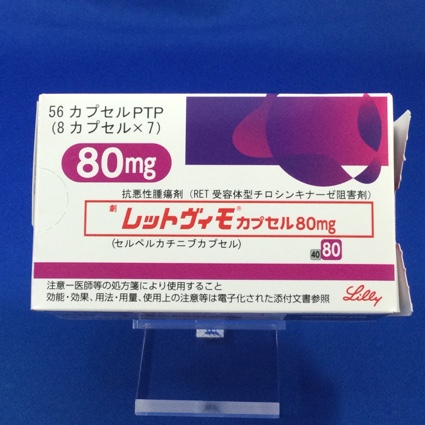 56 カプセルPTP
(8 カプセル×7)
80mg
抗悪性腫瘍剤（RET 受容体型チロシンキナーゼ阻害剤）
劇 レットヴィモ® カプセル80mg
(セルペルカチニブカプセル)
40 80
注意－医師等の処方箋により使用すること
効能・効果、用法・用量、使用上の注意等は電子化された添付文書参照
Lilly